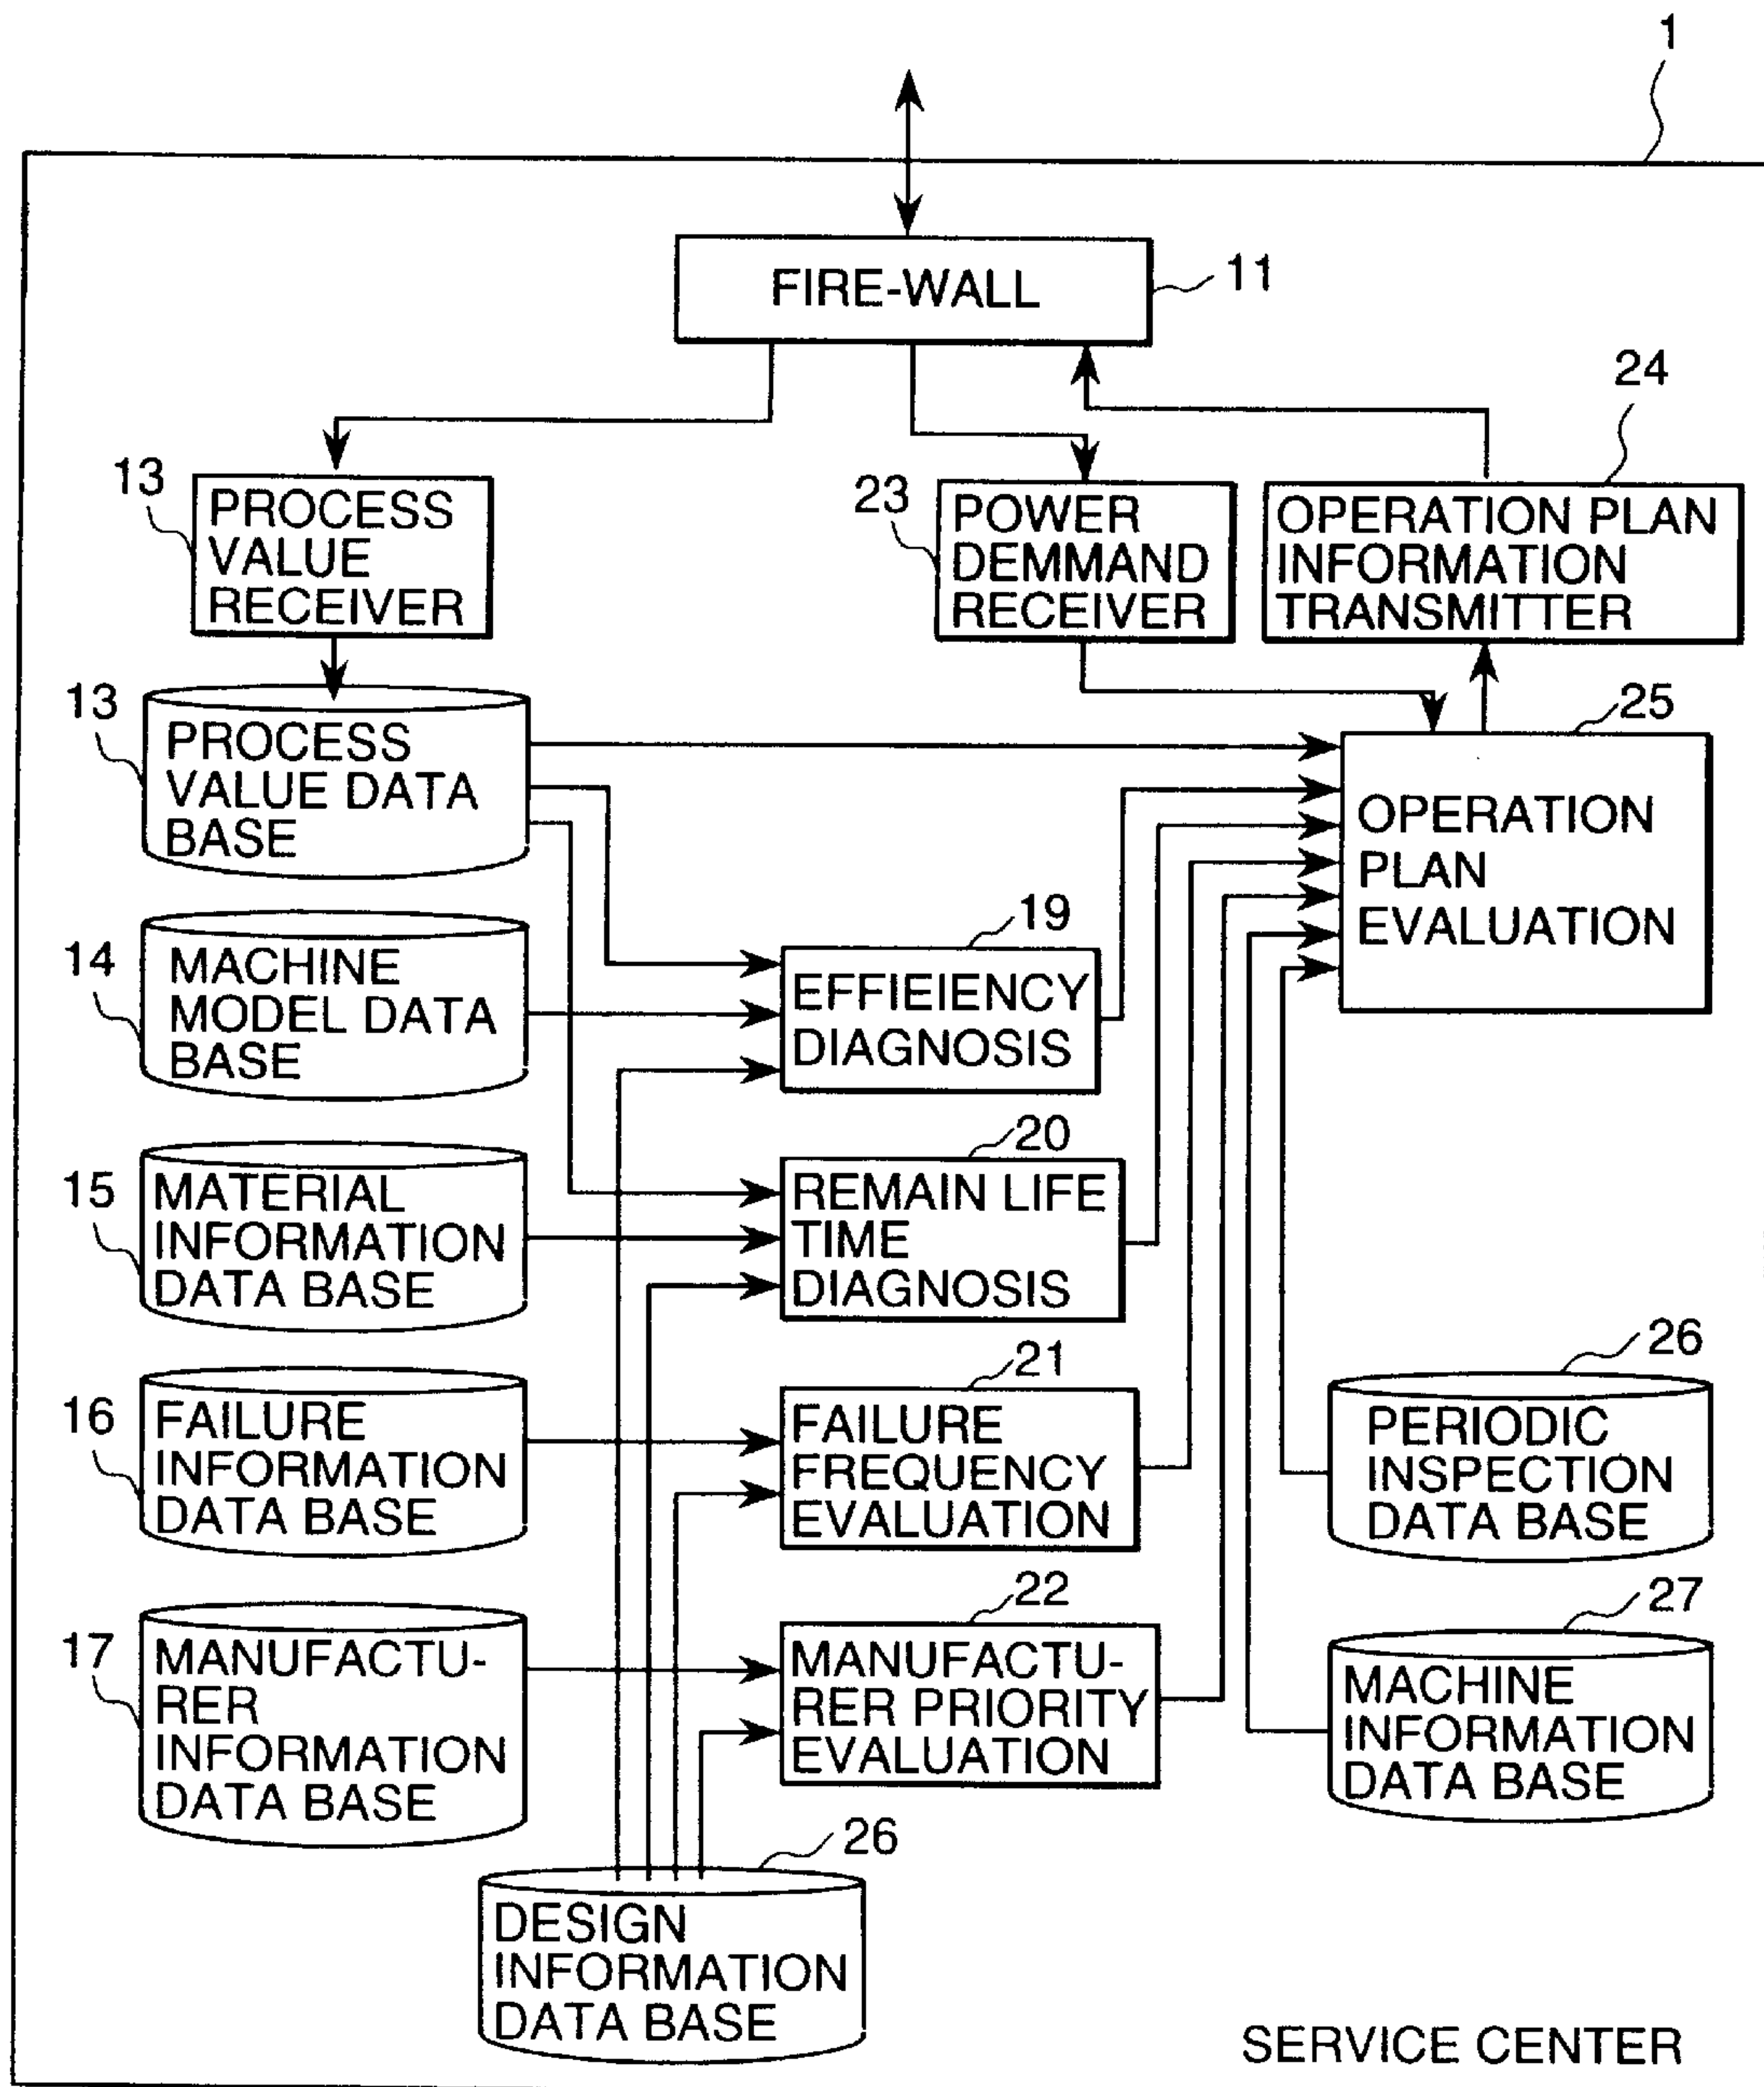 1
FIRE-WALL
11
24
13
PROCESS
VALUE
RECEIVER
23
POWER
DEMMAND
RECEIVER
OPERATION PLAN
INFORMATION
TRANSMITTER
13
PROCESS
VALUE DATA
BASE
25
OPERATION
PLAN
EVALUATION
14
MACHINE
MODEL DATA
BASE
19
EFFIEIENCY
DIAGNOSIS
15
MATERIAL
INFORMATION
DATA BASE
20
REMAIN LIFE
TIME
DIAGNOSIS
16
FAILURE
INFORMATION
DATA BASE
21
FAILURE
FREQUENCY
EVALUATION
26
PERIODIC
INSPECTION
DATA BASE
17
MANUFACTU-
RER
INFORMATION
DATA BASE
22
MANUFACTU-
RER PRIORITY
EVALUATION
27
MACHINE
INFORMATION
DATA BASE
26
DESIGN
INFORMATION
DATA BASE
SERVICE CENTER